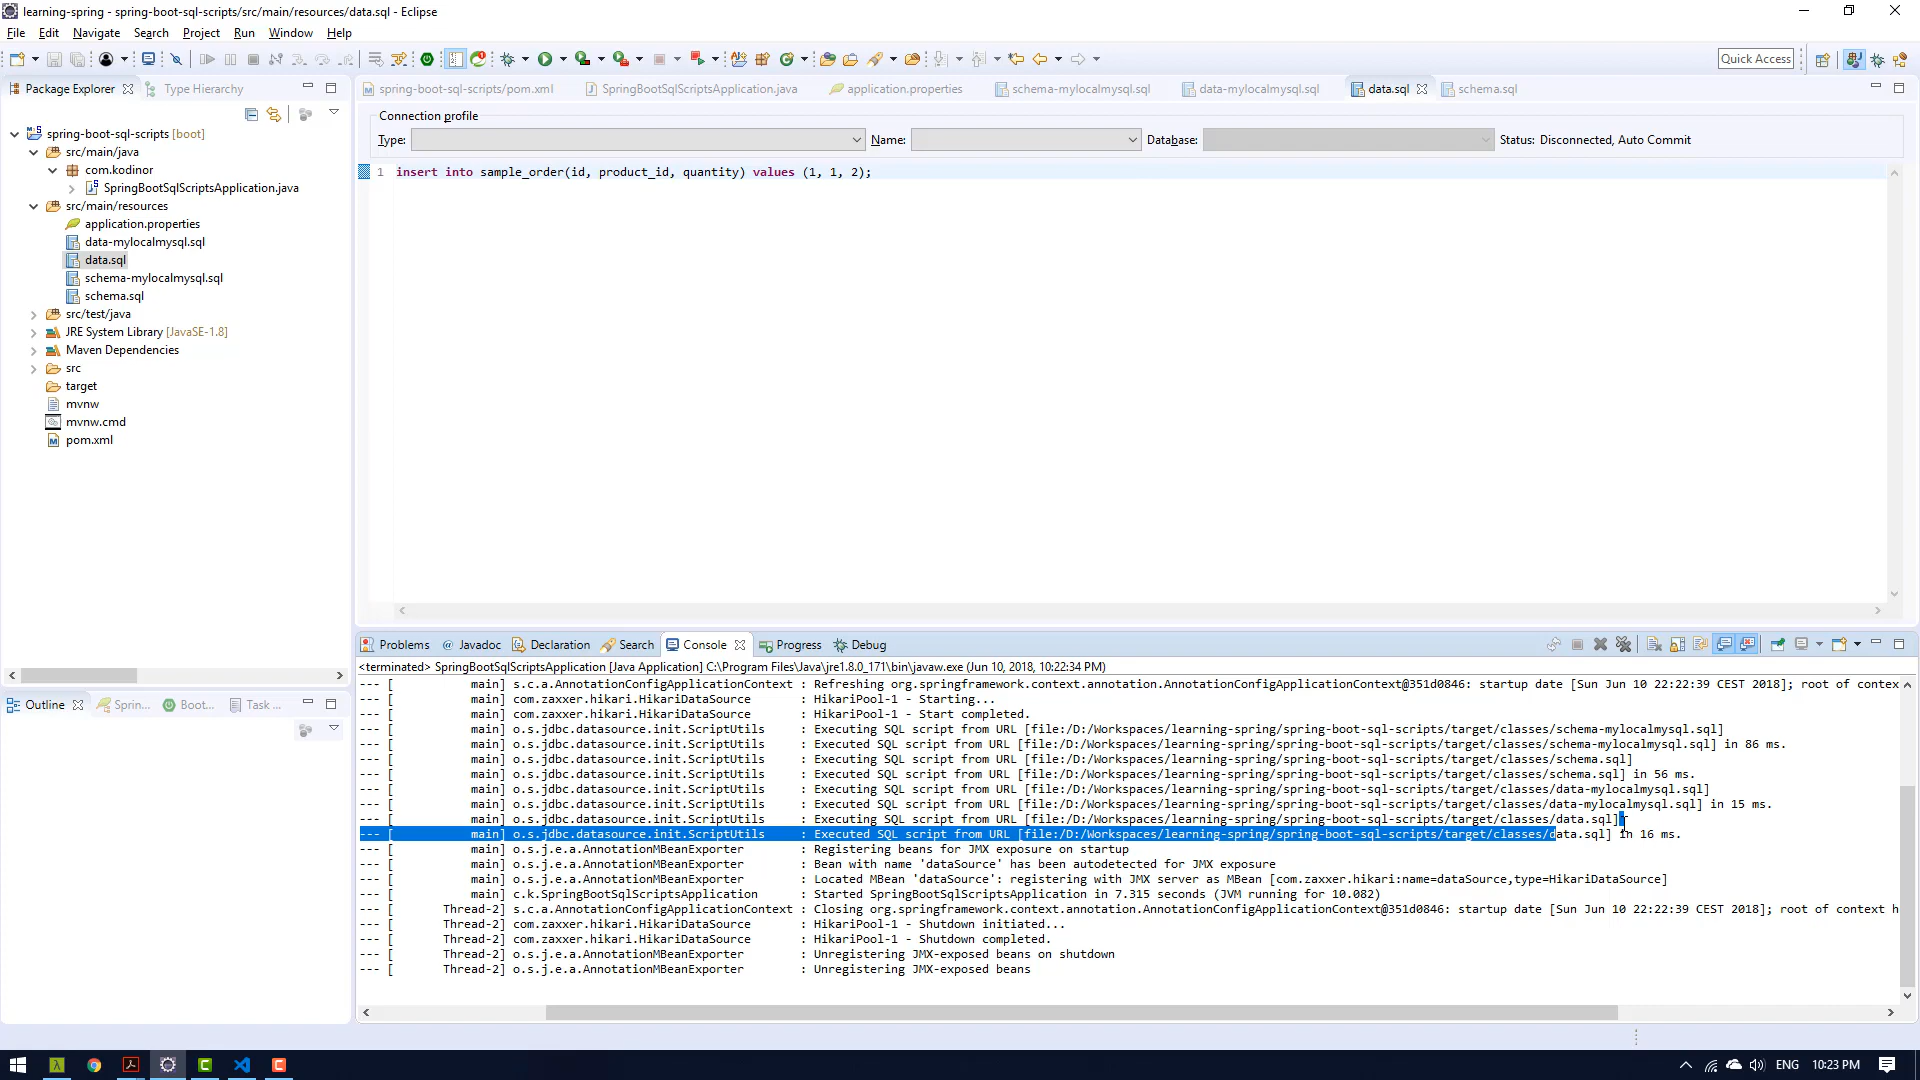 learning-spring - spring-boot-sql-scripts/src/main/resources/data.sql - Eclipse
File Edit Navigate Search Project Run Window Help
Quick Access
Package Explorer Type Hierarchy
spring-boot-sql-scripts/pom.xml SpringBootSqlScriptsApplication.java application.properties schema-mylocalmysql.sql data-mylocalmysql.sql data.sql schema.sql
Connection profile
Type: Name: Database: Status: Disconnected, Auto Commit
1 insert into sample_order(id, product_id, quantity) values (1, 1, 2);
spring-boot-sql-scripts [boot]
src/main/java
com.kodinor
SpringBootSqlScriptsApplication.java
src/main/resources
application.properties
data-mylocalmysql.sql
data.sql
schema-mylocalmysql.sql
schema.sql
src/test/java
JRE System Library [JavaSE-1.8]
Maven Dependencies
src
target
mvnw
mvnw.cmd
pom.xml
Outline Sprin... Boot... Task ...
Problems @ Javadoc Declaration Search Console Progress Debug
<terminated> SpringBootSqlScriptsApplication [Java Application] C:\Program Files\Java\jre1.8.0_171\bin\javaw.exe (Jun 10, 2018, 10:22:34 PM)
--- [ main] s.c.a.AnnotationConfigApplicationContext : Refreshing org.springframework.context.annotation.AnnotationConfigApplicationContext@351d0846: startup date [Sun Jun 10 22:22:39 CEST 2018]; root of contex
--- [ main] com.zaxxer.hikari.HikariDataSource : HikariPool-1 - Starting...
--- [ main] com.zaxxer.hikari.HikariDataSource : HikariPool-1 - Start completed.
--- [ main] o.s.jdbc.datasource.init.ScriptUtils : Executing SQL script from URL [file:/D:/Workspaces/learning-spring/spring-boot-sql-scripts/target/classes/schema-mylocalmysql.sql]
--- [ main] o.s.jdbc.datasource.init.ScriptUtils : Executed SQL script from URL [file:/D:/Workspaces/learning-spring/spring-boot-sql-scripts/target/classes/schema-mylocalmysql.sql] in 86 ms.
--- [ main] o.s.jdbc.datasource.init.ScriptUtils : Executing SQL script from URL [file:/D:/Workspaces/learning-spring/spring-boot-sql-scripts/target/classes/schema.sql]
--- [ main] o.s.jdbc.datasource.init.ScriptUtils : Executed SQL script from URL [file:/D:/Workspaces/learning-spring/spring-boot-sql-scripts/target/classes/schema.sql] in 56 ms.
--- [ main] o.s.jdbc.datasource.init.ScriptUtils : Executing SQL script from URL [file:/D:/Workspaces/learning-spring/spring-boot-sql-scripts/target/classes/data-mylocalmysql.sql]
--- [ main] o.s.jdbc.datasource.init.ScriptUtils : Executed SQL script from URL [file:/D:/Workspaces/learning-spring/spring-boot-sql-scripts/target/classes/data-mylocalmysql.sql] in 15 ms.
--- [ main] o.s.jdbc.datasource.init.ScriptUtils : Executing SQL script from URL [file:/D:/Workspaces/learning-spring/spring-boot-sql-scripts/target/classes/data.sql]
--- [ main] o.s.jdbc.datasource.init.ScriptUtils : Executed SQL script from URL [file:/D:/Workspaces/learning-spring/spring-boot-sql-scripts/target/classes/data.sql] in 16 ms.
--- [ main] o.s.j.e.a.AnnotationMBeanExporter : Registering beans for JMX exposure on startup
--- [ main] o.s.j.e.a.AnnotationMBeanExporter : Bean with name 'dataSource' has been autodetected for JMX exposure
--- [ main] o.s.j.e.a.AnnotationMBeanExporter : Located MBean 'dataSource': registering with JMX server as MBean [com.zaxxer.hikari:name=dataSource,type=HikariDataSource]
--- [ main] c.k.SpringBootSqlScriptsApplication : Started SpringBootSqlScriptsApplication in 7.315 seconds (JVM running for 10.082)
--- [ Thread-2] s.c.a.AnnotationConfigApplicationContext : Closing org.springframework.context.annotation.AnnotationConfigApplicationContext@351d0846: startup date [Sun Jun 10 22:22:39 CEST 2018]; root of context h
--- [ Thread-2] com.zaxxer.hikari.HikariDataSource : HikariPool-1 - Shutdown initiated...
--- [ Thread-2] com.zaxxer.hikari.HikariDataSource : HikariPool-1 - Shutdown completed.
--- [ Thread-2] o.s.j.e.a.AnnotationMBeanExporter : Unregistering JMX-exposed beans on shutdown
--- [ Thread-2] o.s.j.e.a.AnnotationMBeanExporter : Unregistering JMX-exposed beans
ENG 10:23 PM